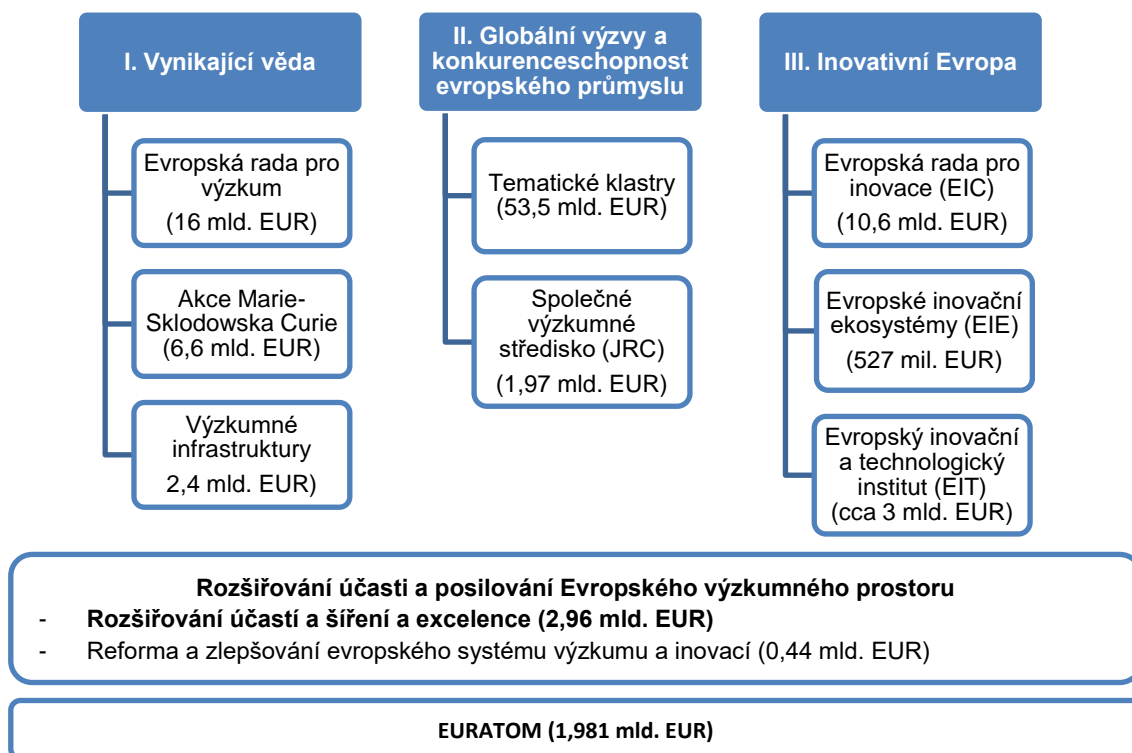 I. Vynikající věda
Evropská rada pro
výzkum
(16 mld. EUR)
Akce Marie-
Sklodowska Curie
(6,6 mld. EUR)
Výzkumné
infrastruktury
2,4 mld. EUR)
II. Globální výzvy a
konkurenceschopnost
evropského průmyslu
Tematické klastry
(53,5 mld. EUR)
Společné
výzkumné
středisko (JRC)
(1,97 mld. EUR)
III. Inovativní Evropa
Evropská rada pro
inovace (EIC)
(10,6 mld. EUR)
Evropské inovační
ekosystémy (EIE)
(527 mil. EUR)
Evropský inovační
a technologický
institut (EIT)
(cca 3 mld. EUR)
Rozšiřování účasti a posilování Evropského výzkumného prostoru
- Rozšiřování účastí a šíření a excelence (2,96 mld. EUR)
- Reforma a zlepšování evropského systému výzkumu a inovací (0,44 mld. EUR)
EURATOM (1,981 mld. EUR)